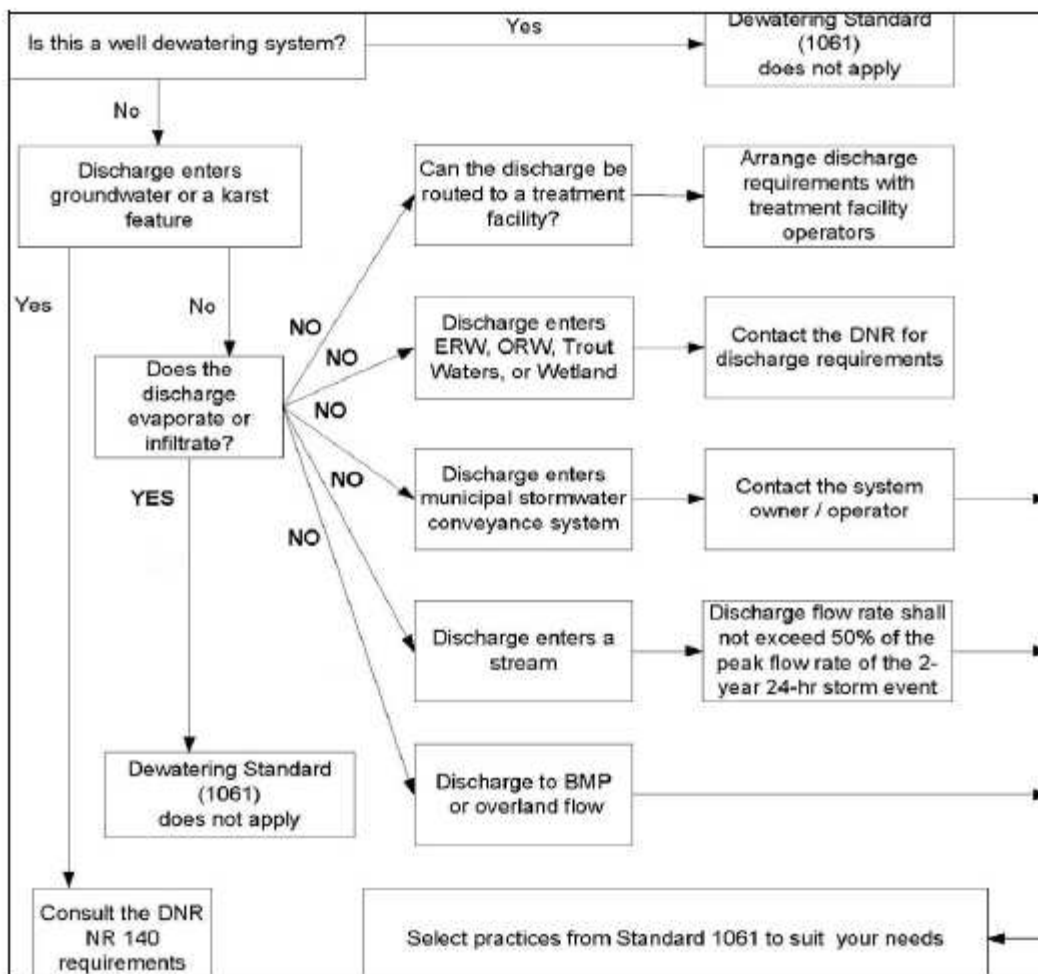 Is this a well dewatering system?
Yes
Dewatering Standard
(1061)
does not apply
No
Discharge enters
groundwater or a karst
feature
Can the discharge be
routed to a treatment
facility?
Arrange discharge
requirements with
treatment facility
operators
Yes
No
NO
NO
NO
NO
NO
Discharge enters
ERW, ORW, Trout
Waters, or Wetland
Contact the DNR for
discharge requirements
Does the
discharge
evaporate or
infiltrate?
YES
Discharge enters
municipal stormwater
conveyance system
Contact the system
owner / operator
Discharge enters a
stream
Discharge flow rate shall
not exceed 50% of the
peak flow rate of the 2-
year 24-hr storm event
Dewatering Standard
(1061)
does not apply
Discharge to BMP
or overland flow
Consult the DNR
NR 140
requirements
Select practices from Standard 1061 to suit your needs